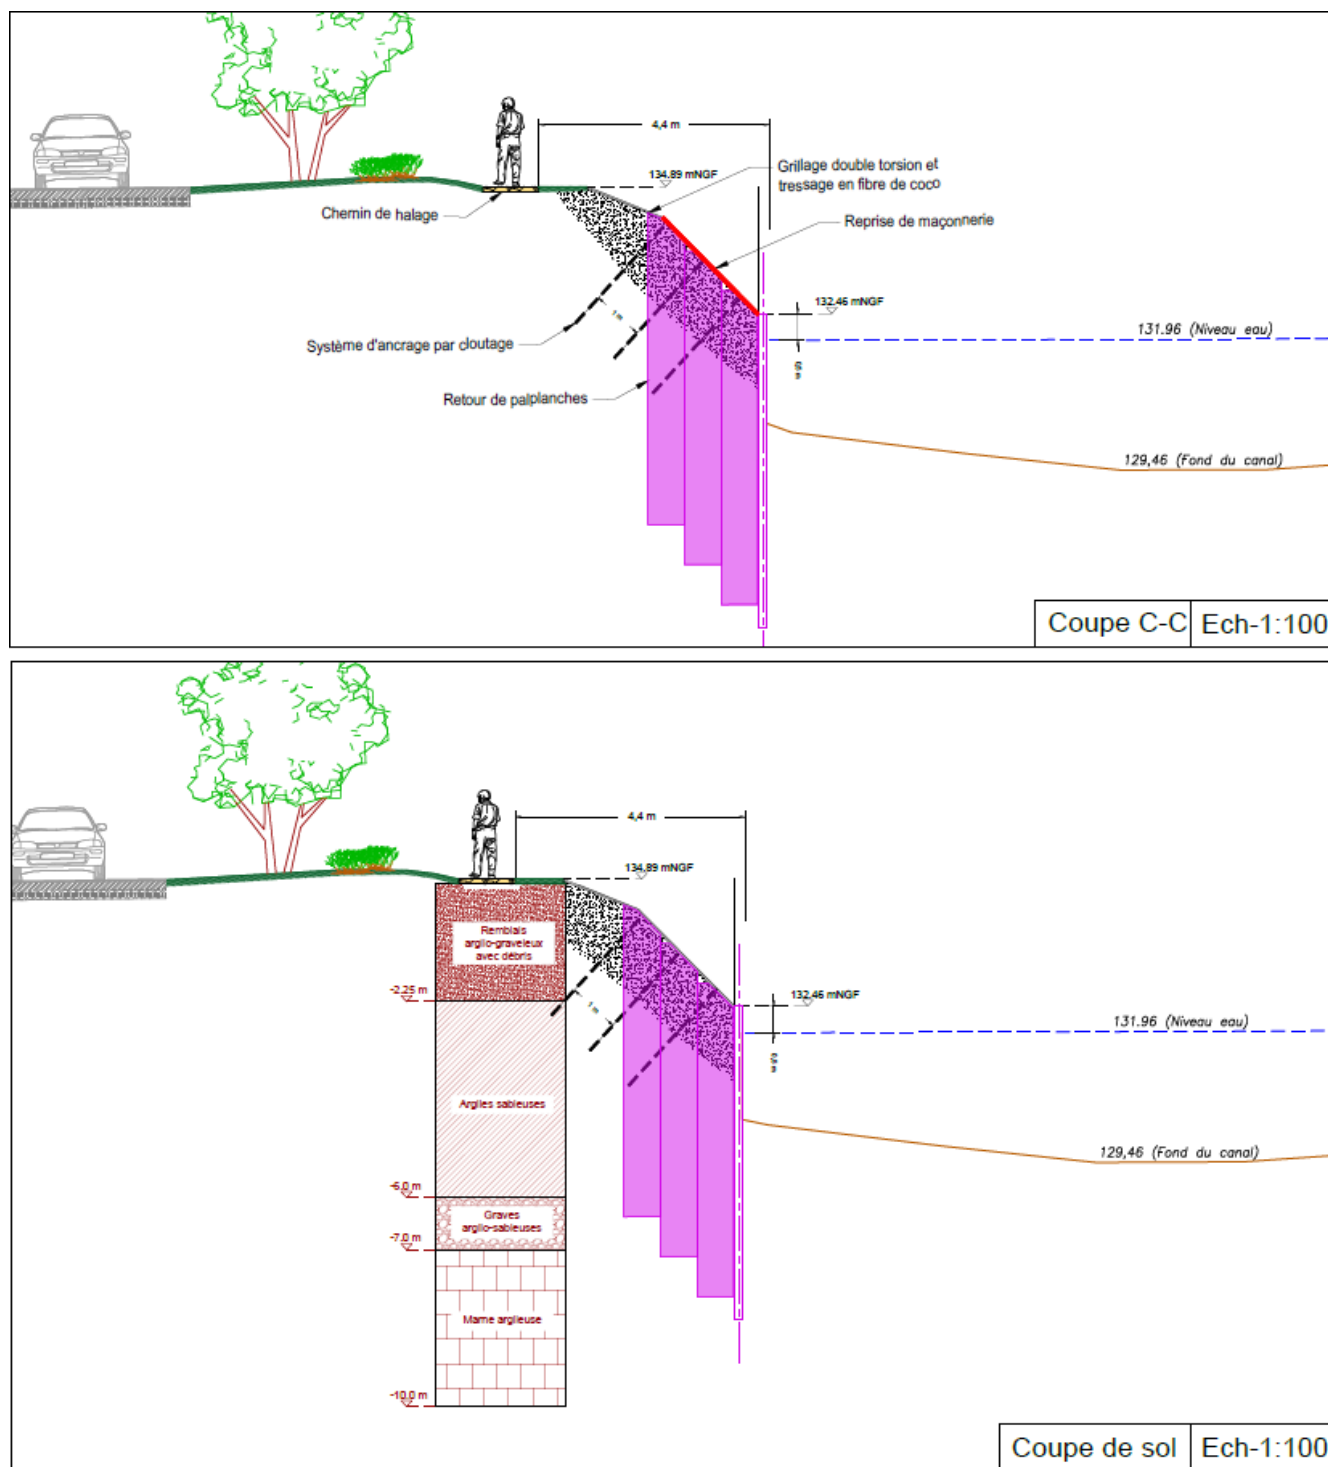 4,4 m
134,89 mNGF
Grillage double torsion et
tressage en fibre de coco
Chemin de halage
Reprise de maçonnerie
132.46 mNGF
1 m
131.96 (Niveau eau)
Système d'ancrage par cloutage
Retour de palplanches
129,46 (Fond du canal)
Coupe C-C
Ech-1:100
4,4 m
134,89 mNGF
Remblais
argilo-graveleux
avec débris
-2,25 m
132,46 mNGF
1 m
131.96 (Niveau eau)
Argiles sableuses
129,46 (Fond du canal)
-6,0 m
Graves
argilo-sableuses
-7,0 m
Marne argileuse
-10,0 m
Coupe de sol
Ech-1:100